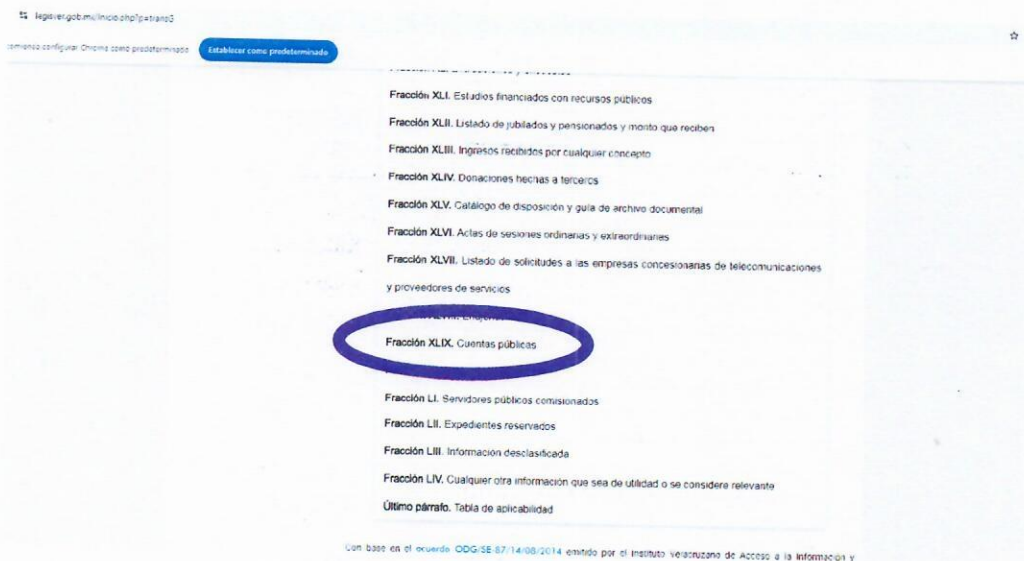 legisver.gob.mx/Inicio.php?p=trans3
configurar Chrome como predeterminado
Establecer como predeterminado
Fracción XLI. Estudios financiados con recursos públicos
Fracción XLII. Listado de jubilados y pensionados y monto que reciben
Fracción XLIII. Ingresos recibidos por cualquier concepto
Fracción XLIV. Donaciones hechas a terceros
Fracción XLV. Catálogo de disposición y guía de archivo documental
Fracción XLVI. Actas de sesiones ordinarias y extraordinarias
Fracción XLVII. Listado de solicitudes a las empresas concesionarias de telecomunicaciones
y proveedores de servicios
Fracción XLIX. Cuentas públicas
Fracción LI. Servidores públicos comisionados
Fracción LII. Expedientes reservados
Fracción LIII. Información desclasificada
Fracción LIV. Cualquier otra información que sea de utilidad o se considere relevante
Último párrafo. Tabla de aplicabilidad
Con base en el acuerdo ODG/SE-87/14/08/2014 emitido por el Instituto Veracruzano de Acceso a la Información y